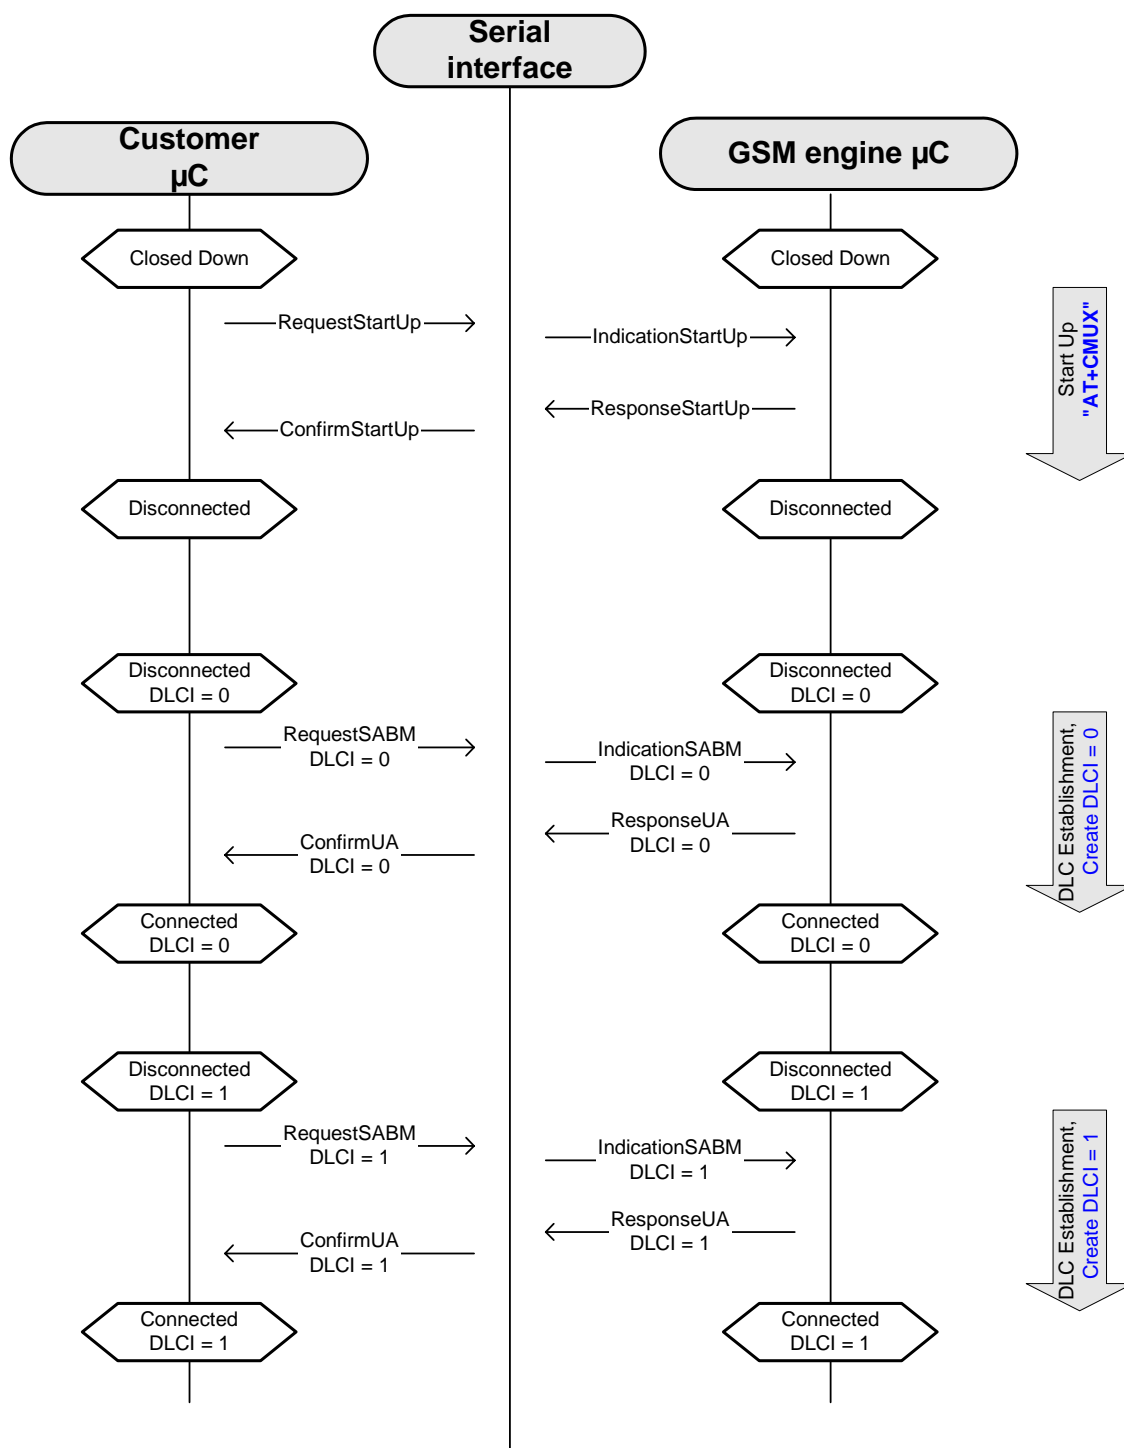 Serial
interface
Customer
µC
GSM engine µC
Closed Down
Closed Down
RequestStartUp
IndicationStartUp
ResponseStartUp
ConfirmStartUp
Start Up
"AT+CMUX"
Disconnected
Disconnected
Disconnected
DLCI = 0
Disconnected
DLCI = 0
RequestSABM
DLCI = 0
IndicationSABM
DLCI = 0
ResponseUA
DLCI = 0
ConfirmUA
DLCI = 0
DLC Establishment,
Create DLCI = 0
Connected
DLCI = 0
Connected
DLCI = 0
Disconnected
DLCI = 1
Disconnected
DLCI = 1
RequestSABM
DLCI = 1
IndicationSABM
DLCI = 1
ResponseUA
DLCI = 1
ConfirmUA
DLCI = 1
DLC Establishment,
Create DLCI = 1
Connected
DLCI = 1
Connected
DLCI = 1